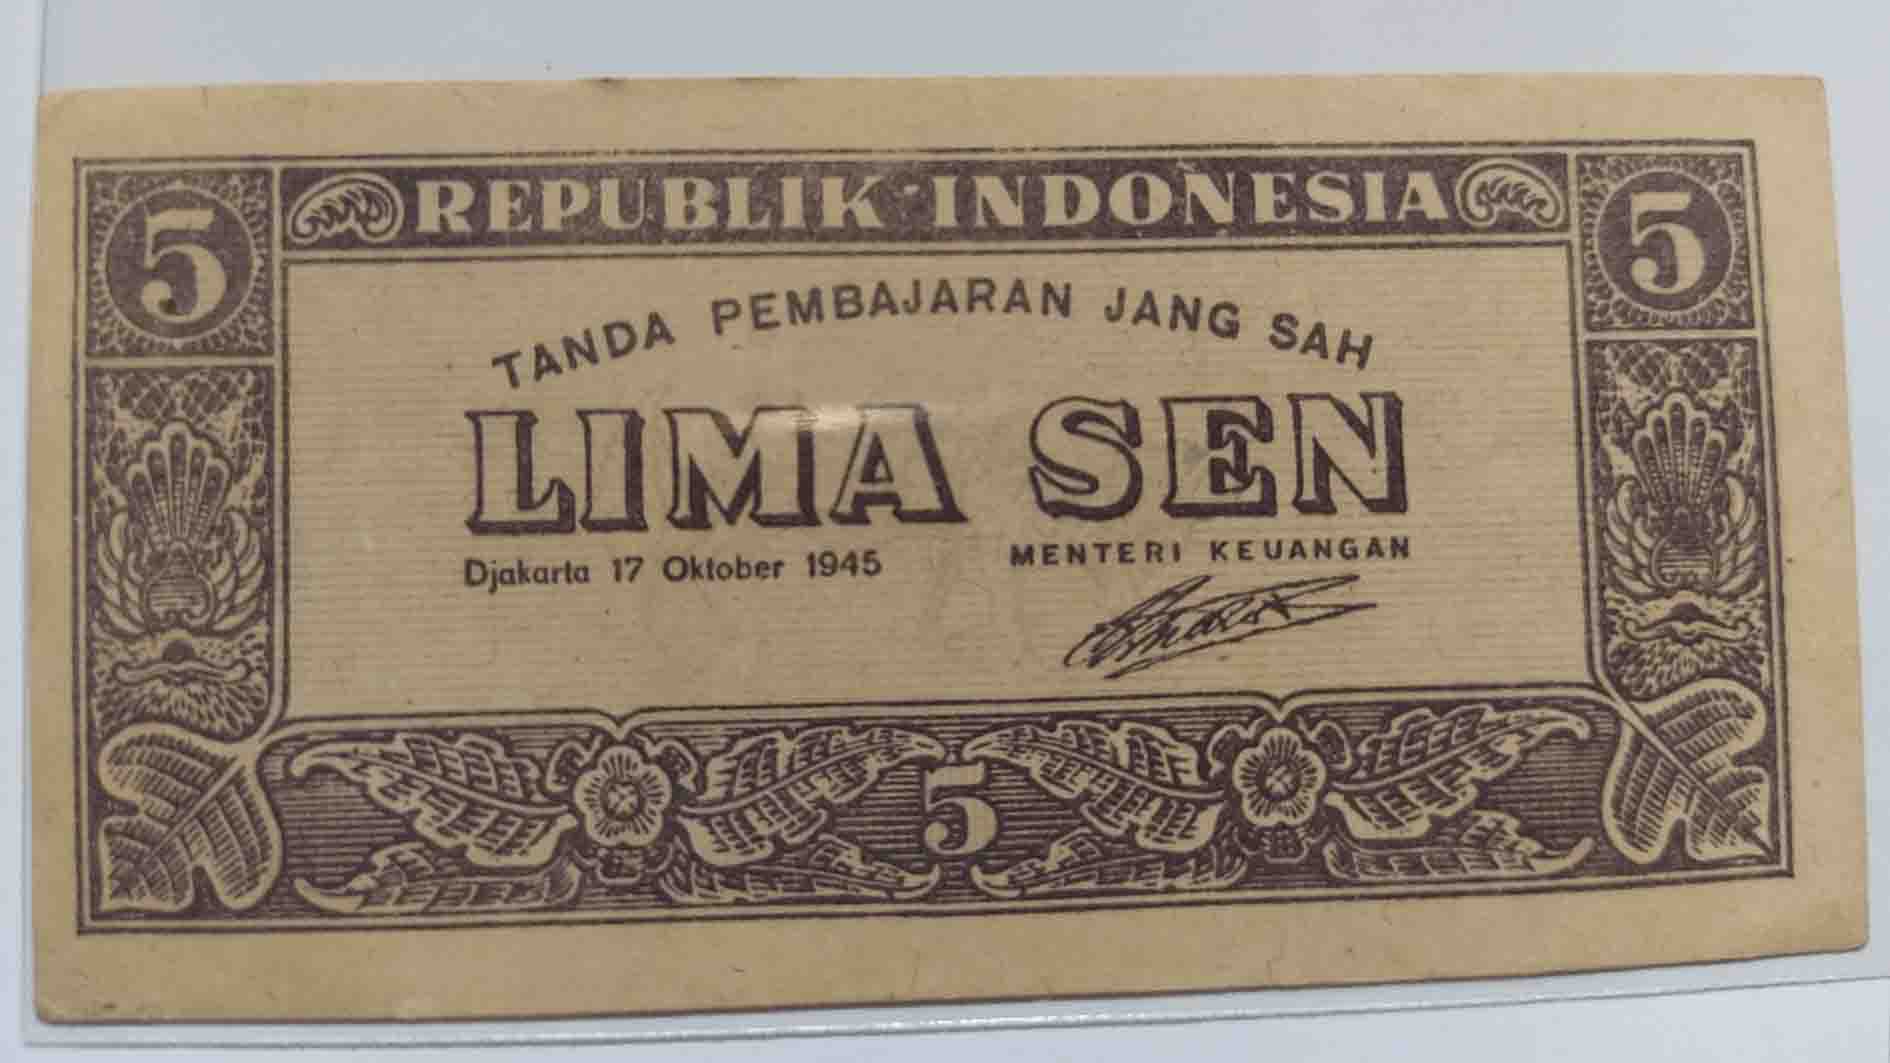 5 REPUBLIK INDONESIA 5
TANDA PEMBAJARAN JANG SAH
LIMA SEN
Djakarta 17 Oktober 1945
MENTERI KEUANGAN
5